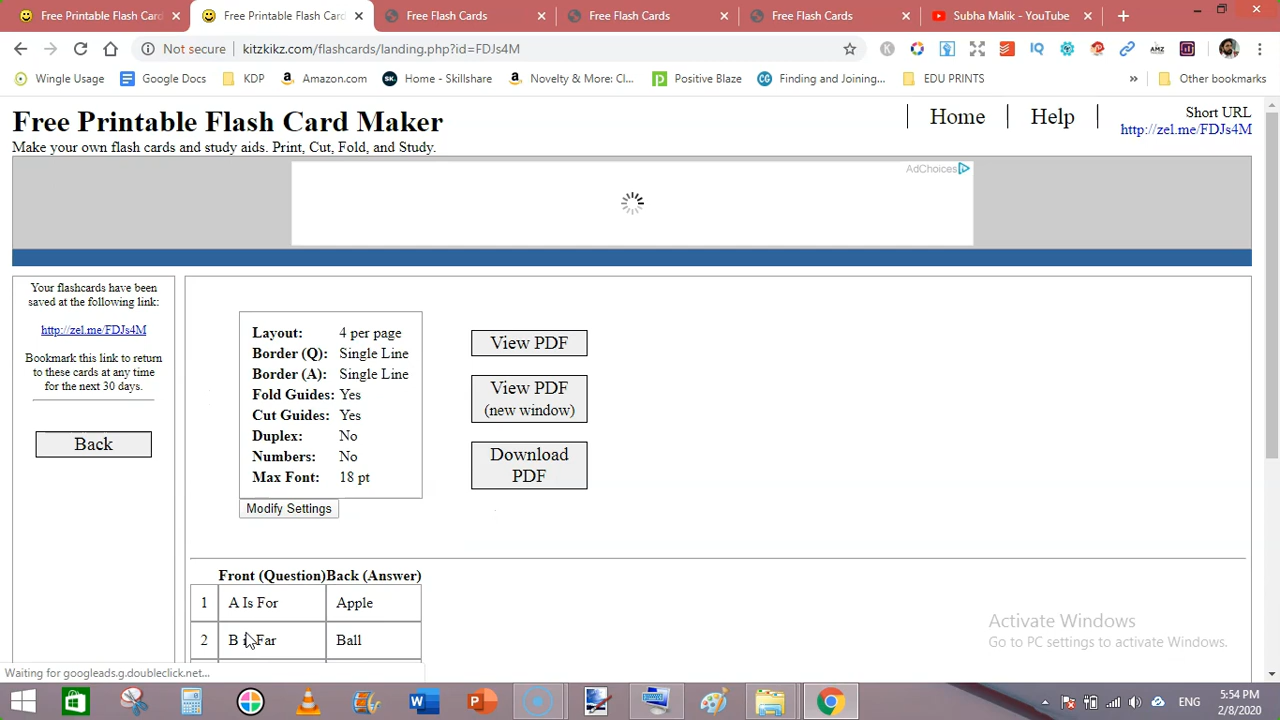 Free Printable Flash Card
Free Printable Flash Card
Free Flash Cards
Free Flash Cards
Free Flash Cards
Subha Malik - YouTube
Not secure
kitzkikz.com/flashcards/landing.php?id=FDJs4M
Wingle Usage
Google Docs
KDP
Amazon.com
Home - Skillshare
Novelty & More: Cl...
Positive Blaze
Finding and Joining...
EDU PRINTS
»
Other bookmarks
Free Printable Flash Card Maker
Make your own flash cards and study aids. Print, Cut, Fold, and Study.
Home
Help
Short URL
http://zel.me/FDJs4M
AdChoices
Your flashcards have been
saved at the following link:
http://zel.me/FDJs4M
Bookmark this link to return
to these cards at any time
for the next 30 days.
Back
Layout: 4 per page
Border (Q): Single Line
Border (A): Single Line
Fold Guides: Yes
Cut Guides: Yes
Duplex: No
Numbers: No
Max Font: 18 pt
Modify Settings
View PDF
View PDF
(new window)
Download
PDF
Front (Question) Back (Answer)
1 A Is For Apple
2 B Far Ball
Activate Windows
Go to PC settings to activate Windows.
Waiting for googleads.g.doubleclick.net...
ENG
5:54 PM
2/8/2020